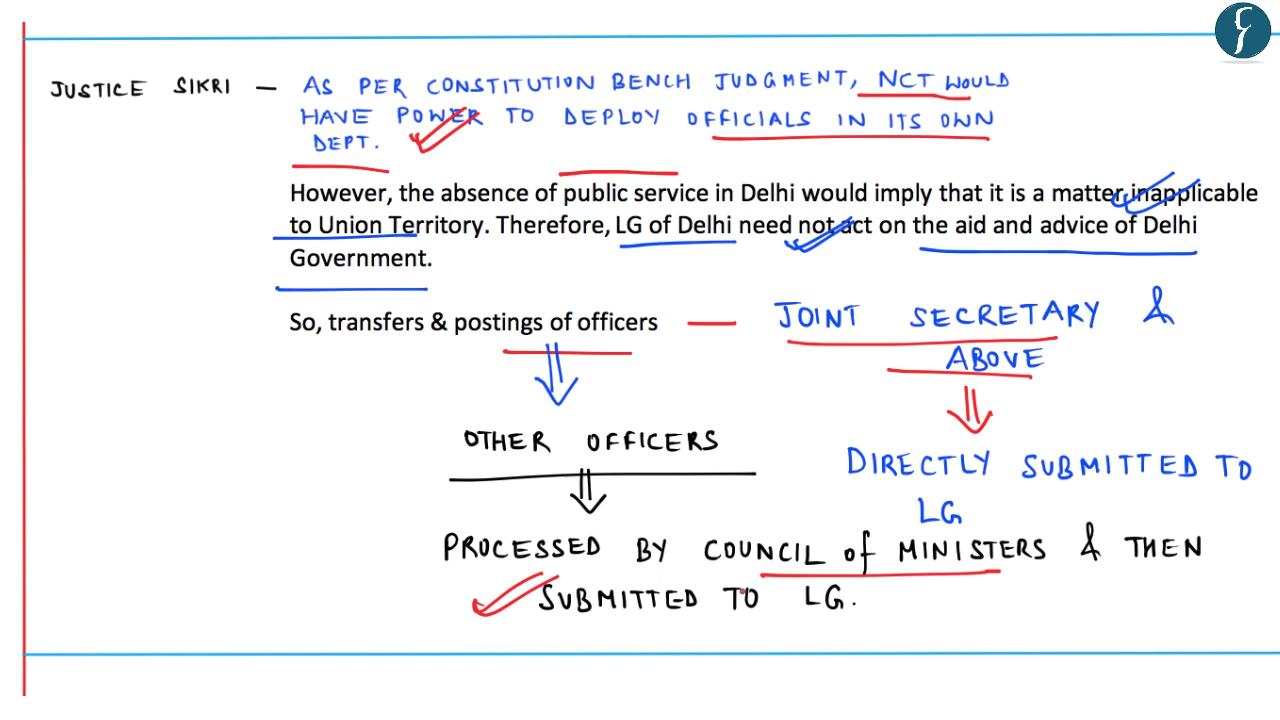 JUSTICE SIKRI — AS PER CONSTITUTION BENCH JUDGMENT, NCT WOULD
HAVE POWER TO DEPLOY OFFICIALS IN ITS OWN
DEPT.
However, the absence of public service in Delhi would imply that it is a matter inapplicable
to Union Territory. Therefore, LG of Delhi need not act on the aid and advice of Delhi
Government.
So, transfers & postings of officers — JOINT SECRETARY &
ABOVE
OTHER OFFICERS
DIRECTLY SUBMITTED TO
LG
PROCESSED BY COUNCIL of MINISTERS & THEN
SUBMITTED TO LG.